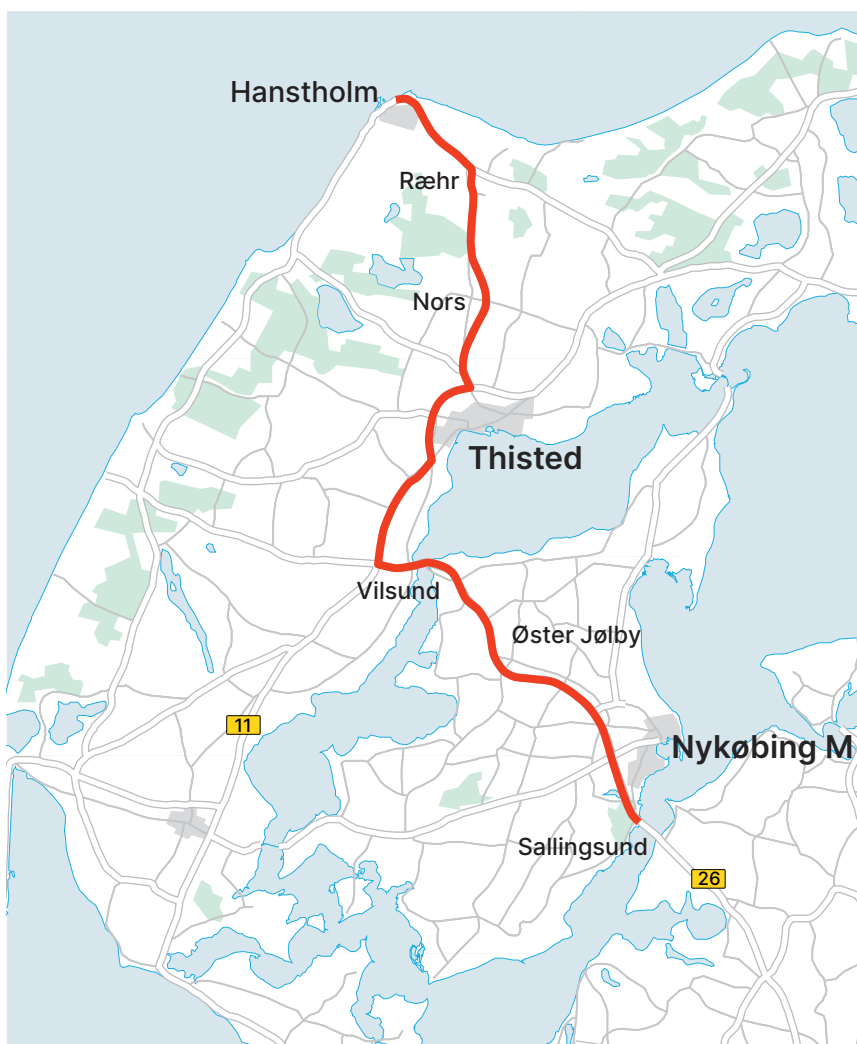 Hanstholm
Ræhr
Nors
Thisted
Vilsund
Øster Jølby
11
Nykøbing M
Sallingsund
26